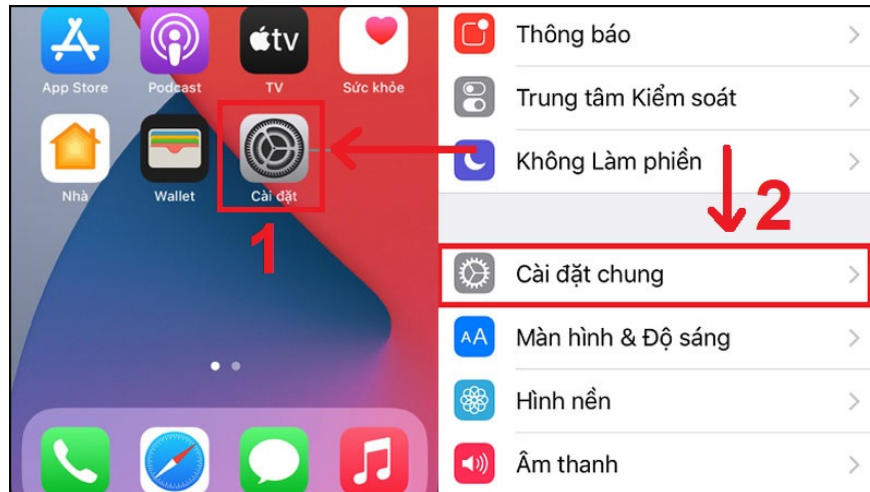 tv
App Store
Podcast
TV
Sức khỏe
Nhà
Wallet
Cài đặt
1
Thông báo
Trung tâm Kiểm soát
Không Làm phiền
2
Cài đặt chung
AA
Màn hình & Độ sáng
Hình nền
Âm thanh